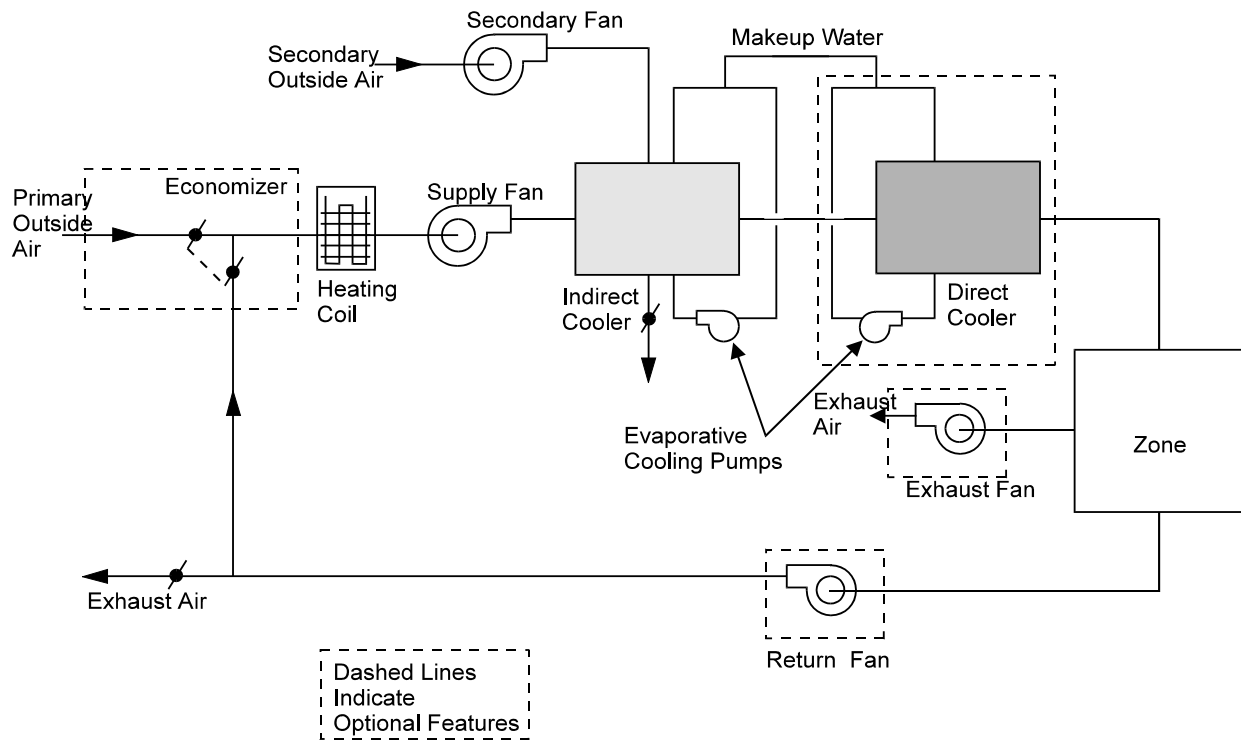 Secondary Fan
Secondary
Outside Air
Makeup Water
Economizer
Primary
Outside
Air
Supply Fan
Heating
Coil
Indirect
Cooler
Direct
Cooler
Exhaust
Air
Evaporative
Cooling Pumps
Zone
Exhaust Fan
Exhaust Air
Return Fan
Dashed Lines
Indicate
Optional Features